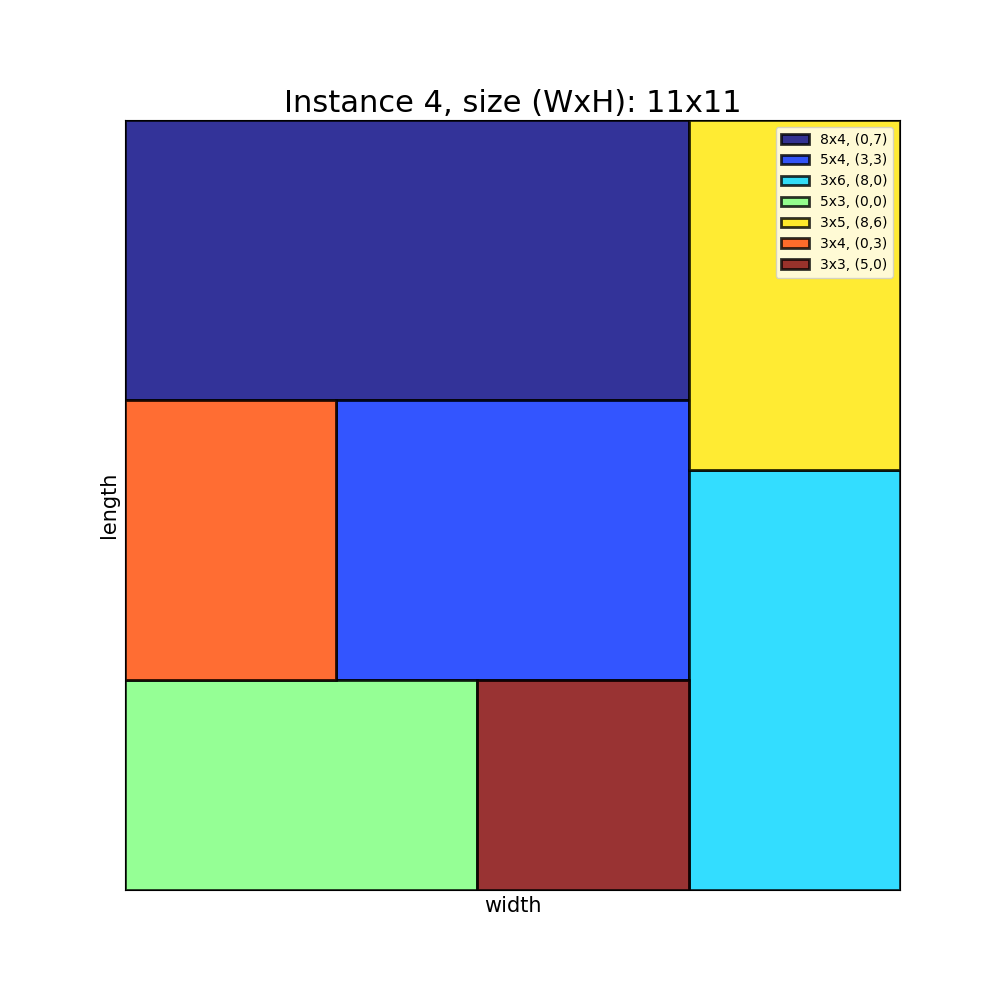 Instance 4, size (WxH): 11x11
8x4, (0,7)
5x4, (3,3)
3x6, (8,0)
5x3, (0,0)
3x5, (8,6)
3x4, (0,3)
3x3, (5,0)
length
width